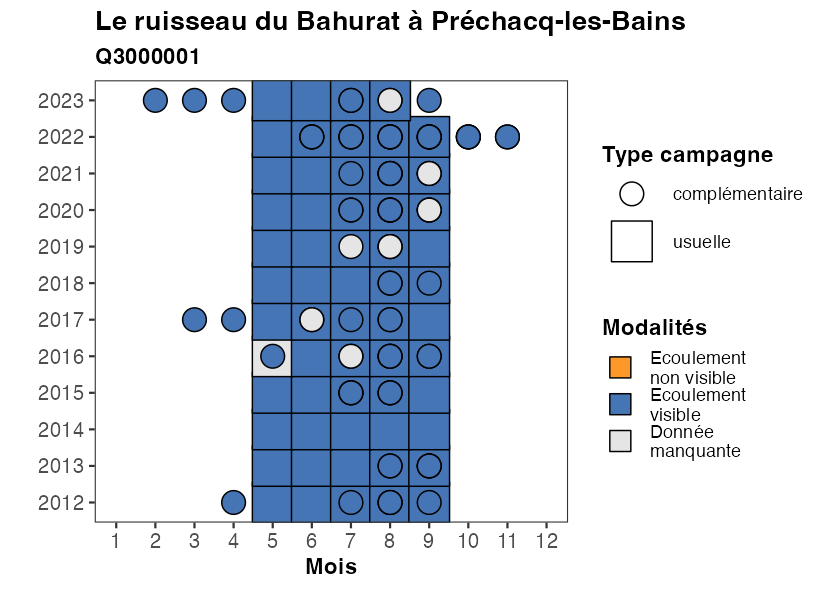 Le ruisseau du Bahurat à Préchacq-les-Bains
Q3000001
2023
2022
2021
2020
2019
2018
2017
2016
2015
2014
2013
2012
1 2 3 4 5 6 7 8 9 10 11 12
Mois
Type campagne
complémentaire
usuelle
Modalités
Ecoulement
non visible
Ecoulement
visible
Donnée
manquante